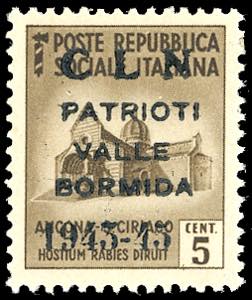 POSTE REPUBBLICA
SOCIALE ITALIANA
C L N
PATRIOTI
VALLE
BORMIDA
ANCONA-S. CIRIACO
1943-45
HOSTIUM RABIES DIRUIT
CENT.
5